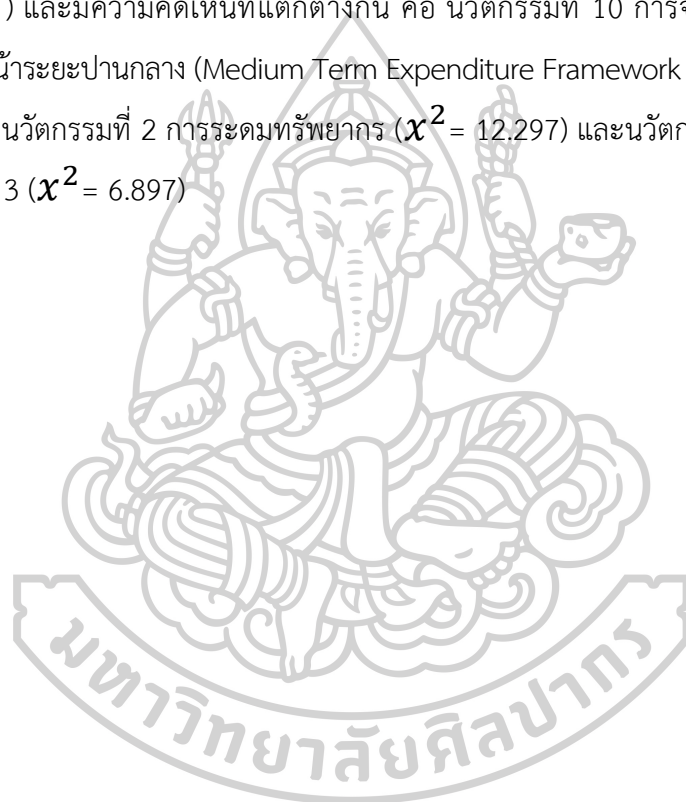 ) และมีความคิดเห็นที่แตกต่างกัน คือ นวัตกรรมที่ 10 การจ
ระยะปานกลาง (Medium Term Expenditure Framework
นวัตกรรมที่ 2 การระดมทรัพยากร (𝒙² = 12.297) และนวัตก
3 (𝒙² = 6.897)
มหาวิทยาลัยศิลปากร